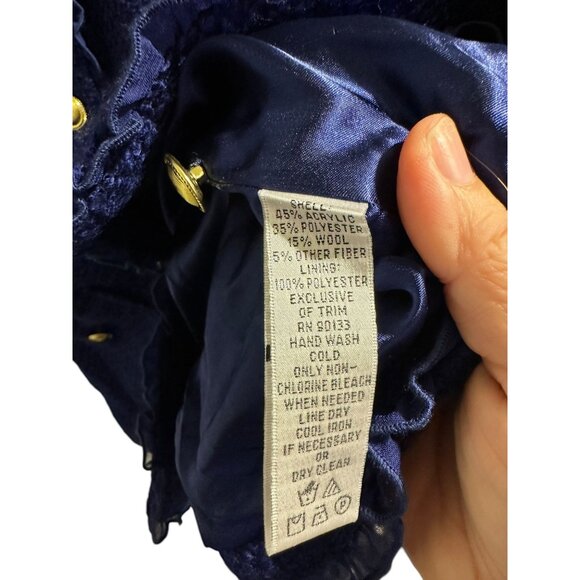 SHELL:
45% ACRYLIC
35% POLYESTER
15% WOOL
5% OTHER FIBER
LINING:
100% POLYESTER
EXCLUSIVE
OF TRIM
RN 90133
HAND WASH
COLD
ONLY NON-
CHLORINE BLEACH
WHEN NEEDED
LINE DRY
COOL IRON
IF NECESSARY
OR
DRY CLEAN